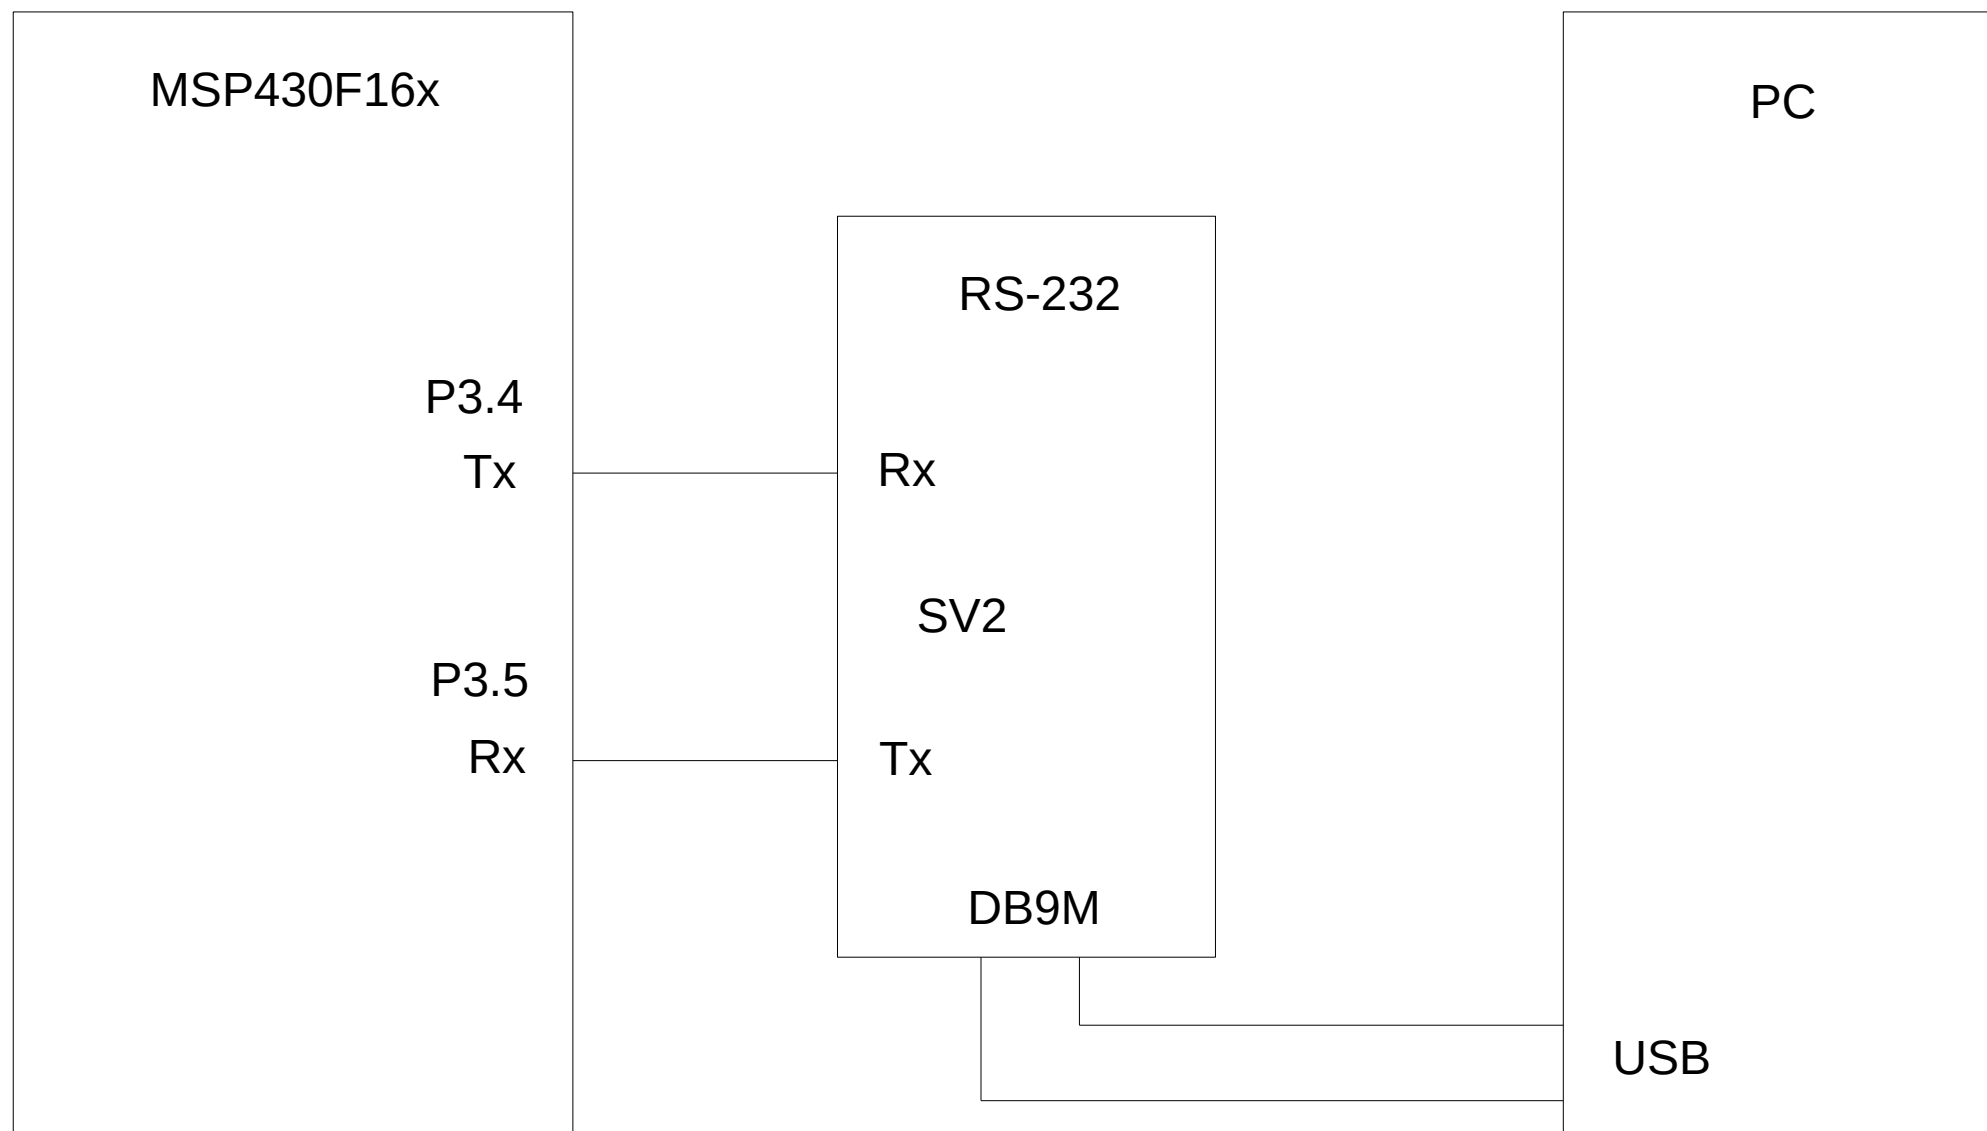 MSP430F16x
PC
RS-232
P3.4
Tx
Rx
SV2
P3.5
Rx
Tx
DB9M
USB